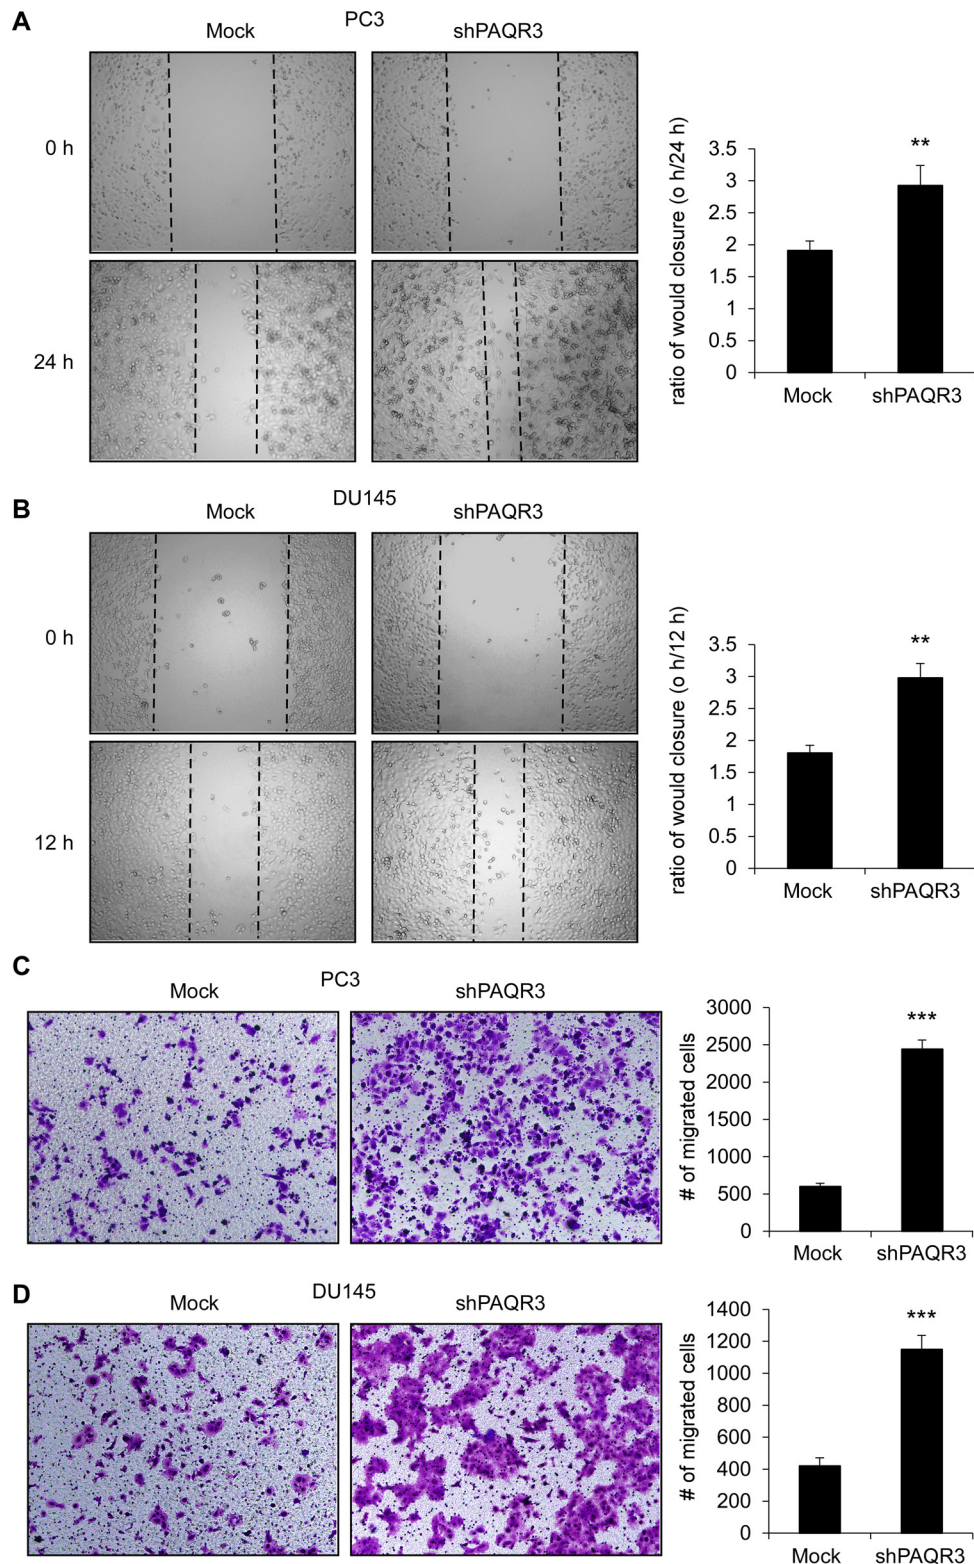 A
PC3
Mock
shPAQR3
0 h
24 h
ratio of would closure (o h/24 h)
3.5
3
2.5
2
1.5
1
0.5
0
**
Mock
shPAQR3
B
DU145
Mock
shPAQR3
0 h
12 h
ratio of would closure (o h/12 h)
3.5
3
2.5
2
1.5
1
0.5
0
**
Mock
shPAQR3
C
PC3
Mock
shPAQR3
# of migrated cells
3000
2500
2000
1500
1000
500
0
***
Mock
shPAQR3
D
DU145
Mock
shPAQR3
# of migrated cells
1400
1200
1000
800
600
400
200
0
***
Mock
shPAQR3